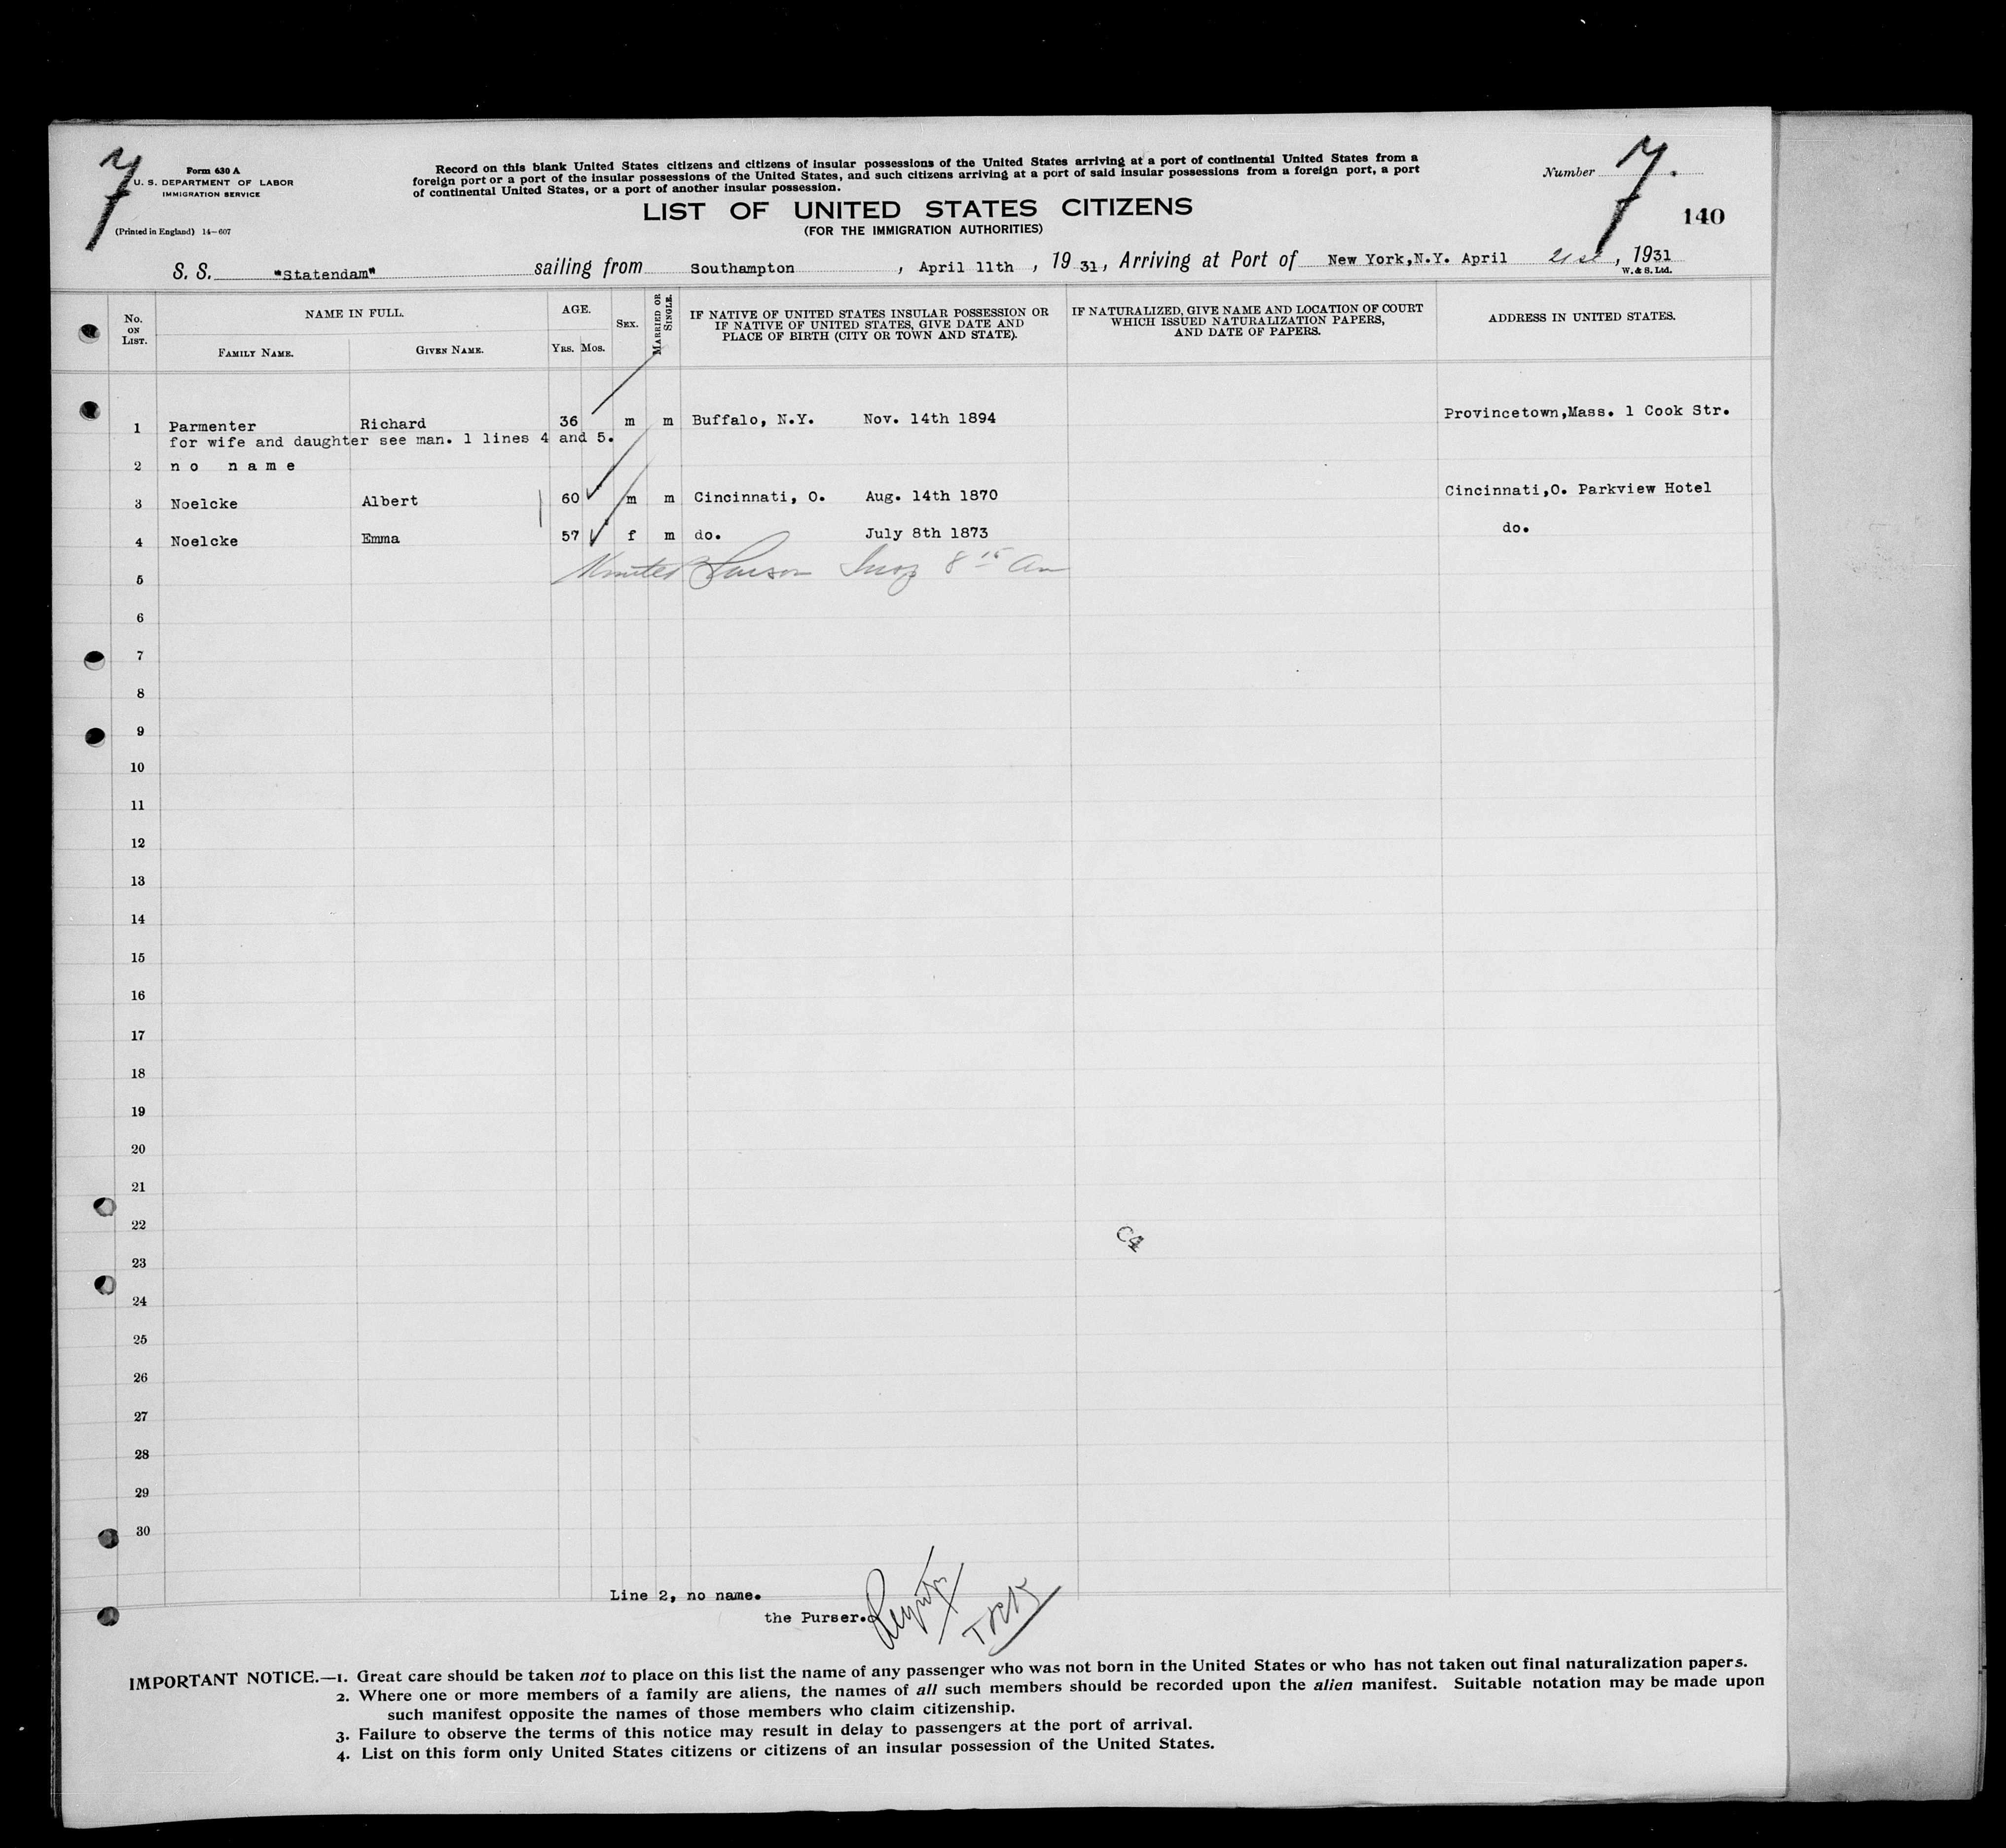 7
Form 630 A
U. S. DEPARTMENT OF LABOR
IMMIGRATION SERVICE
(Printed in England) 14—607
Record on this blank United States citizens and citizens of insular possessions of the United States arriving at a port of continental United States from a
foreign port or a port of the insular possessions of the United States, and such citizens arriving at a port of said insular possessions from a foreign port, a port
of continental United States, or a port of another insular possession.
Number 7.
140
LIST OF UNITED STATES CITIZENS
(FOR THE IMMIGRATION AUTHORITIES)
S. S. "Statendam" sailing from Southampton, April 11th, 19 31, Arriving at Port of New York,N.Y. April 21st, 1931
W. & S. Ltd.
No. ON LIST.
NAME IN FULL.
FAMILY NAME. GIVEN NAME.
AGE.
YRS. MOS.
SEX.
MARRIED OR SINGLE.
IF NATIVE OF UNITED STATES INSULAR POSSESSION OR
IF NATIVE OF UNITED STATES, GIVE DATE AND
PLACE OF BIRTH (CITY OR TOWN AND STATE).
IF NATURALIZED, GIVE NAME AND LOCATION OF COURT
WHICH ISSUED NATURALIZATION PAPERS,
AND DATE OF PAPERS.
ADDRESS IN UNITED STATES.
1 Parmenter Richard 36 m m Buffalo, N.Y. Nov. 14th 1894 Provincetown,Mass. 1 Cook Str.
for wife and daughter see man. 1 lines 4 and 5.
2 no name
3 Noelcke Albert 60 m m Cincinnati, O. Aug. 14th 1870 Cincinnati,O. Parkview Hotel
4 Noelcke Emma 57 f m do. July 8th 1873 do.
5 8 15 am
6
7
8
9
10
11
12
13
14
15
16
17
18
19
20
21
22
23
24
25
26
27
28
29
30
Line 2, no name.
the Purser.
IMPORTANT NOTICE.—1. Great care should be taken not to place on this list the name of any passenger who was not born in the United States or who has not taken out final naturalization papers.
2. Where one or more members of a family are aliens, the names of all such members should be recorded upon the alien manifest. Suitable notation may be made upon
such manifest opposite the names of those members who claim citizenship.
3. Failure to observe the terms of this notice may result in delay to passengers at the port of arrival.
4. List on this form only United States citizens or citizens of an insular possession of the United States.